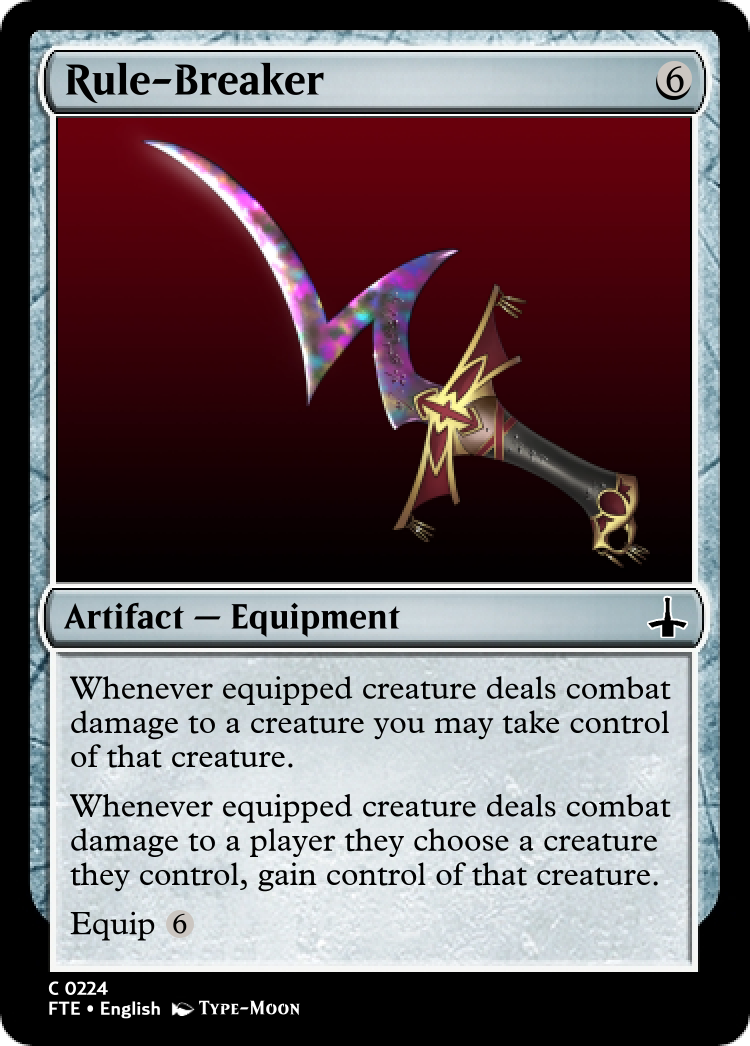 Rule-Breaker 6
Artifact — Equipment
Whenever equipped creature deals combat
damage to a creature you may take control
of that creature.
Whenever equipped creature deals combat
damage to a player they choose a creature
they control, gain control of that creature.
Equip 6
C 0224
FTE • English Type-Moon